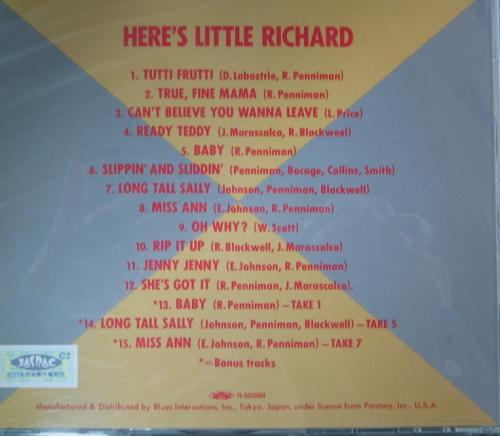 HERE'S LITTLE RICHARD
1. TUTTI FRUTTI (D. Labostrie, R. Penniman)
2. TRUE, FINE MAMA (R. Penniman)
3. CAN'T BELIEVE YOU WANNA LEAVE (L. Price)
4. READY TEDDY (J. Marascalco, R. Blackweel)
5. BABY (R. Penniman)
6. SLIPPIN' AND SLIDDIN' (Penniman, Bocage, Collins, Smith)
7. LONG TALL SALLY (Johnson, Penniman, Blackwell)
8. MISS ANN (E. Johnson, R. Penniman)
9. OH WHY? (W. Scott)
10. RIP IT UP (R. Blackwell, J. Marascalco)
11. JENNY JENNY (E. Johnson, R. Penniman)
12. SHE'S GOT IT (R. Penniman, J. Marascalco).
*13. BABY (R. Penniman) – TAKE 1
*14. LONG TALL SALLY (Johnson, Penniman, Blackwell) – TAKE 5
*15. MISS ANN (E. Johnson, R. Penniman) – TAKE 7
* = Bonus tracks
JASRAC C2
R-320269
Manufactured & Distributed by Blues Interactions, Inc., Tokyo, Japan, under license from Fantasy, Inc., U.S.A.